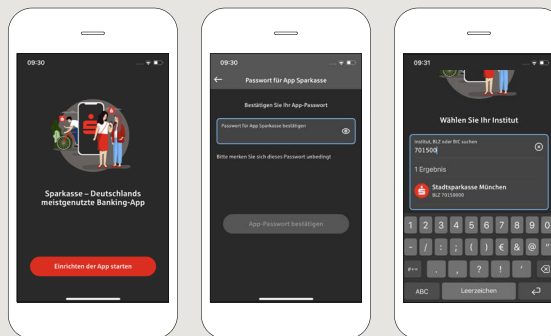 09:30
Sparkasse – Deutschlands
meistgenutzte Banking-App
Einrichten der App starten
09:30
Passwort für App Sparkasse
Bestätigen Sie Ihr App-Passwort
Passwort für App Sparkasse bestätigen
Bitte merken Sie sich dieses Passwort unbedingt
App-Passwort bestätigen
09:31
Wählen Sie Ihr Institut
Institut, BLZ oder BIC suchen
701500
1 Ergebnis
Stadtsparkasse München
BLZ 70150000
1 2 3 4 5 6 7 8 9 0
- / : ; ( ) € & @ "
#+= . , ? ! '
ABC Leerzeichen